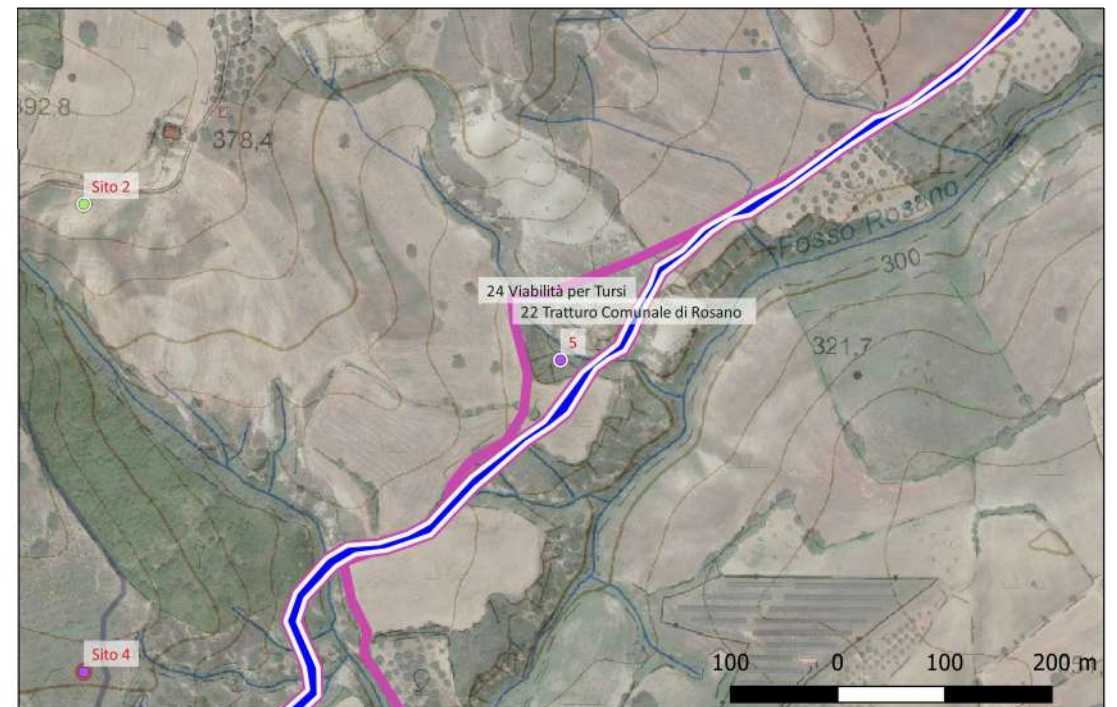 392,8
378,4
Sito 2
Fosso Rosano
300
24 Viabilità per Tursi
22 Tratturo Comunale di Rosano
5
321,7
Sito 4
100 0 100 200 m